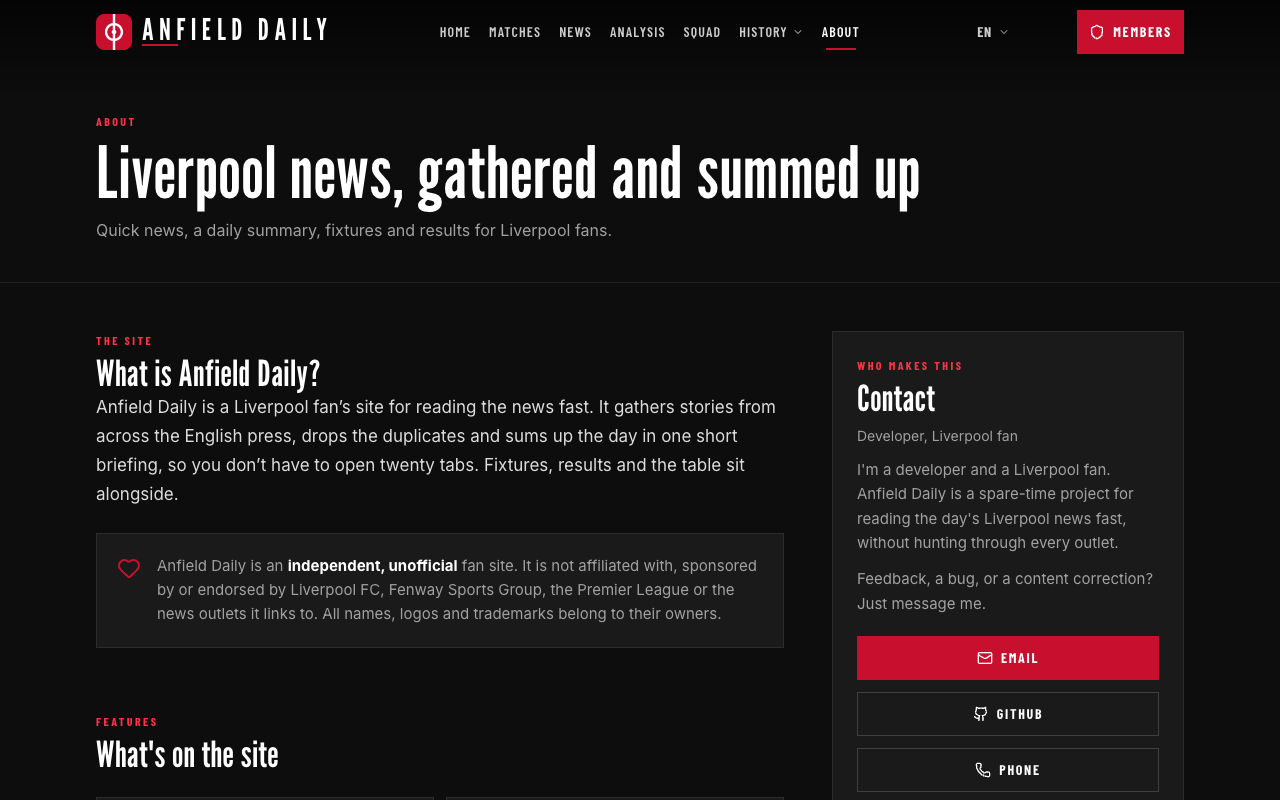 ANFIELD DAILY
HOME MATCHES NEWS ANALYSIS SQUAD HISTORY ABOUT EN MEMBERS
ABOUT
Liverpool news, gathered and summed up
Quick news, a daily summary, fixtures and results for Liverpool fans.
THE SITE
What is Anfield Daily?
Anfield Daily is a Liverpool fan’s site for reading the news fast. It gathers stories from
across the English press, drops the duplicates and sums up the day in one short
briefing, so you don’t have to open twenty tabs. Fixtures, results and the table sit
alongside.
Anfield Daily is an independent, unofficial fan site. It is not affiliated with, sponsored
by or endorsed by Liverpool FC, Fenway Sports Group, the Premier League or the
news outlets it links to. All names, logos and trademarks belong to their owners.
FEATURES
What's on the site
WHO MAKES THIS
Contact
Developer, Liverpool fan
I'm a developer and a Liverpool fan.
Anfield Daily is a spare-time project for
reading the day's Liverpool news fast,
without hunting through every outlet.
Feedback, a bug, or a content correction?
Just message me.
EMAIL
GITHUB
PHONE